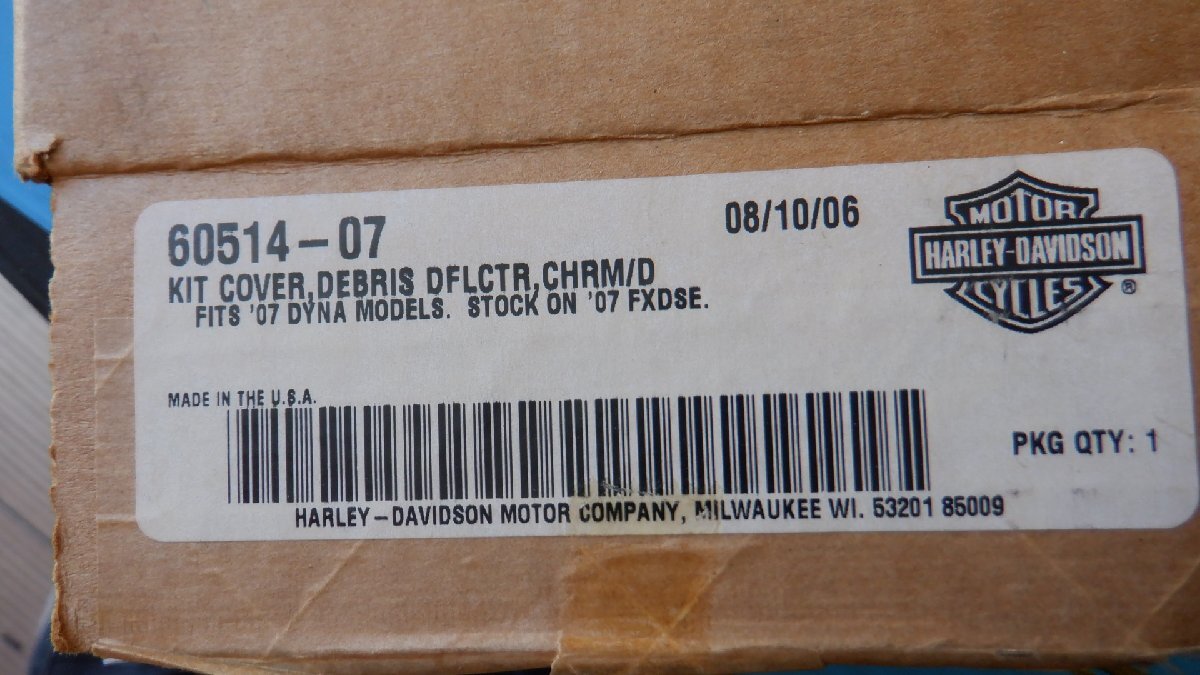 60514-07
08/10/06
KIT COVER,DEBRIS DFLCTR,CHRM/D
FITS '07 DYNA MODELS. STOCK ON '07 FXDSE.
MOTOR
HARLEY-DAVIDSON
CYCLES
®
MADE IN THE U.S.A.
PKG QTY: 1
HARLEY-DAVIDSON MOTOR COMPANY, MILWAUKEE WI. 53201 85009